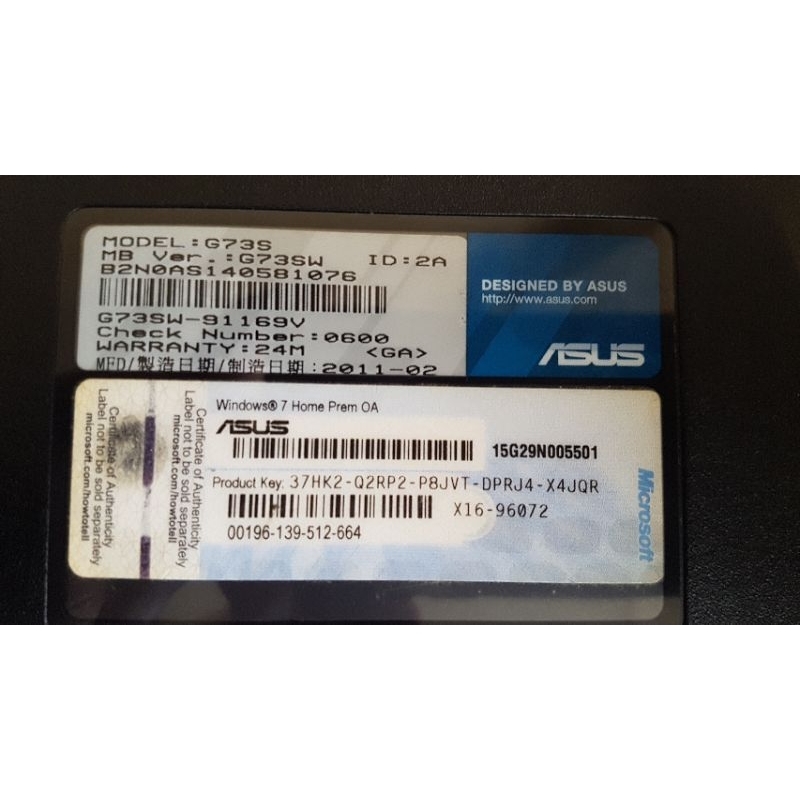 MODEL:G73S
MB Ver.:G73SW ID:2A
B2N0AS140581076
G73SW-91169V
Check Number:0600
WARRANTY:24M <GA>
MFD/製造日期/制造日期:2011-02
DESIGNED BY ASUS
http://www.asus.com
ASUS
Certificate of Authenticity
Label not to be sold separately
microsoft.com/howtotell
Certificate of Authenticity
Label not to be sold separately
microsoft.com/howtotell
Windows® 7 Home Prem OA
ASUS
15G29N005501
Product Key: 37HK2-Q2RP2-P8JVT-DPRJ4-X4JQR
X16-96072
00196-139-512-664
Microsoft